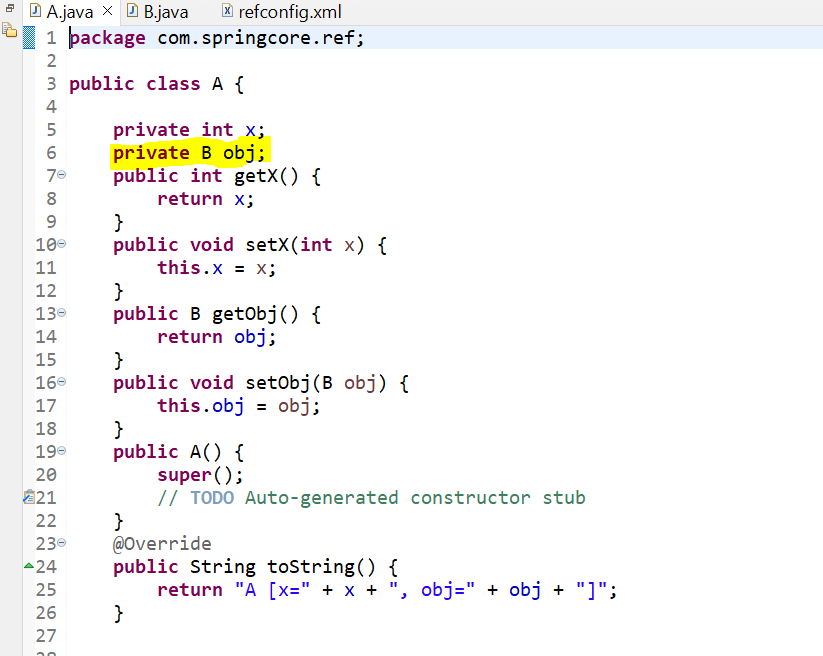 A.java B.java refconfig.xml
1 package com.springcore.ref;
2
3 public class A {
4
5     private int x;
6     private B obj;
7     public int getX() {
8         return x;
9     }
10     public void setX(int x) {
11         this.x = x;
12     }
13     public B getObj() {
14         return obj;
15     }
16     public void setObj(B obj) {
17         this.obj = obj;
18     }
19     public A() {
20         super();
21         // TODO Auto-generated constructor stub
22     }
23     @Override
24     public String toString() {
25         return "A [x=" + x + ", obj=" + obj + "]";
26     }
27